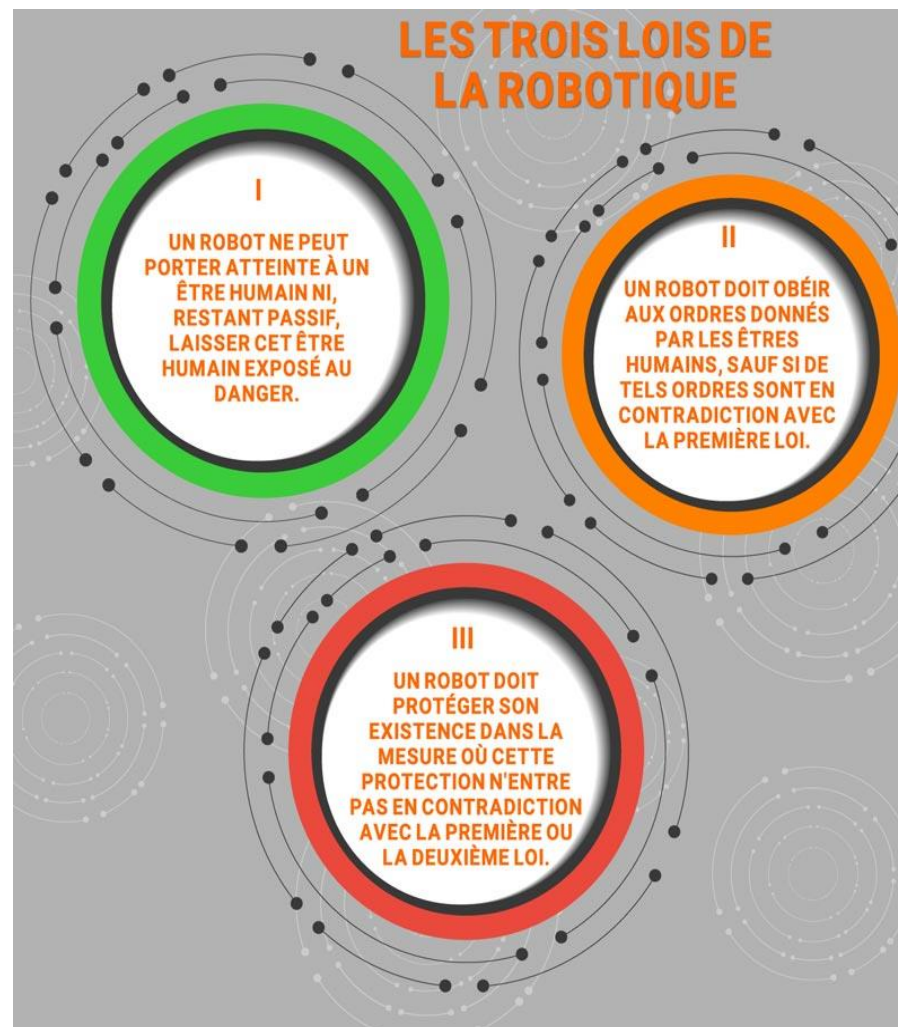 LES TROIS LOIS DE
LA ROBOTIQUE
I
UN ROBOT NE PEUT
PORTER ATTEINTE À UN
ÊTRE HUMAIN NI,
RESTANT PASSIF,
LAISSER CET ÊTRE
HUMAIN EXPOSÉ AU
DANGER.
II
UN ROBOT DOIT OBÉIR
AUX ORDRES DONNÉS
PAR LES ÊTRES
HUMAINS, SAUF SI DE
TELS ORDRES SONT EN
CONTRADICTION AVEC
LA PREMIÈRE LOI.
III
UN ROBOT DOIT
PROTÉGER SON
EXISTENCE DANS LA
MESURE OÙ CETTE
PROTECTION N'ENTRE
PAS EN CONTRADICTION
AVEC LA PREMIÈRE OU
LA DEUXIÈME LOI.